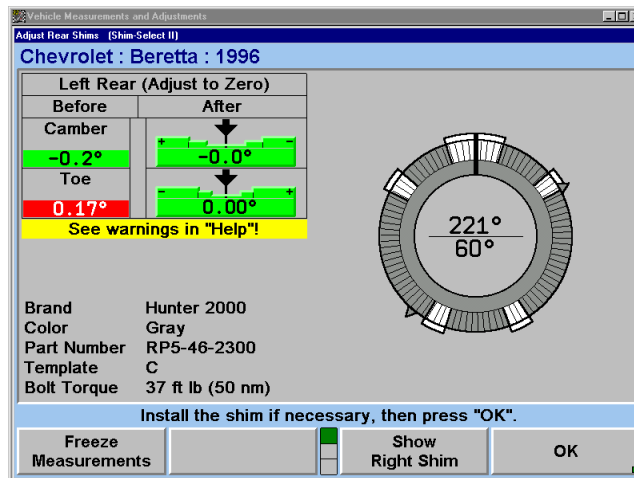 Vehicle Measurements and Adjustments
Adjust Rear Shims (Shim-Select II)
Chevrolet : Beretta : 1996
Left Rear (Adjust to Zero)
Before After
Camber
+ -
-0.2° -0.0°
Toe
- +
0.17° 0.00°
See warnings in "Help"!
221°
60°
Brand Hunter 2000
Color Gray
Part Number RP5-46-2300
Template C
Bolt Torque 37 ft lb (50 nm)
Install the shim if necessary, then press "OK".
Freeze
Measurements
Show
Right Shim
OK